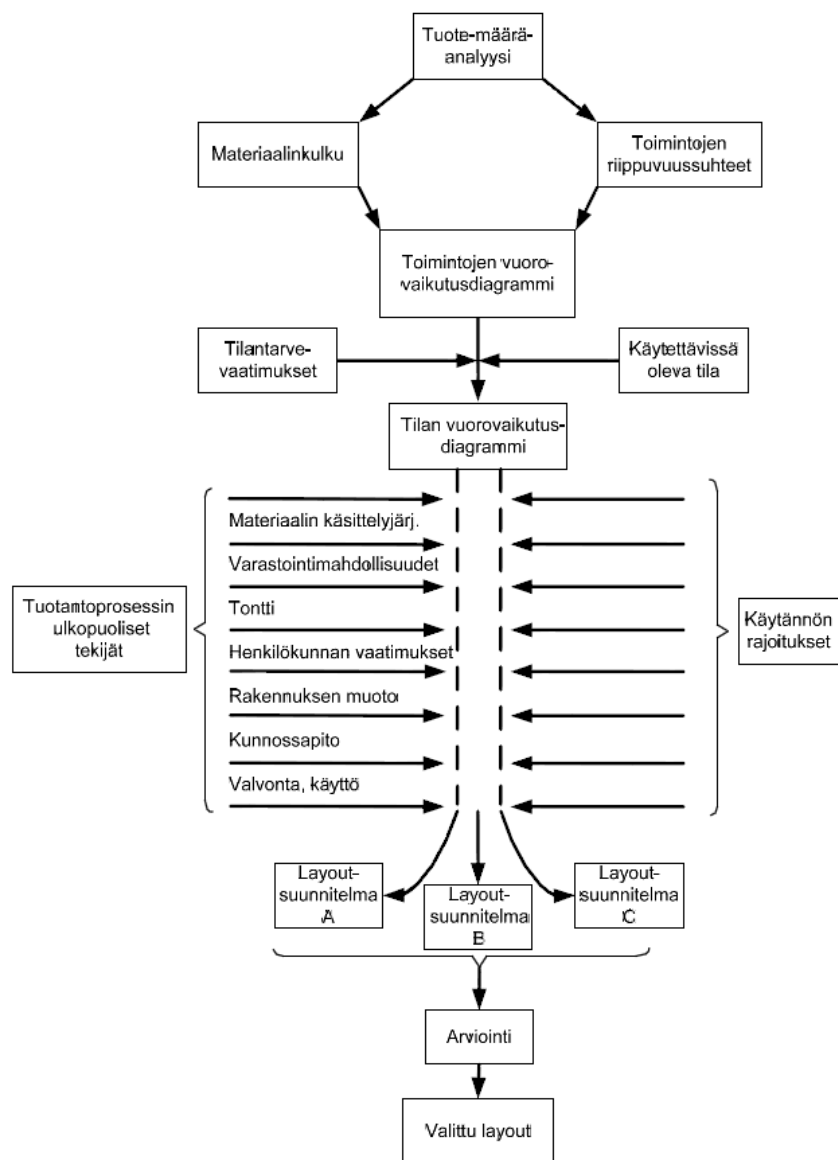 Tuote-määrä-
analyysi
Materiaalinkulku
Toimintojen
riippuvuussuhteet
Toimintojen vuoro-
vaikutusdiagrammi
Tilantarve-
vaatimukset
Käytettävissä
oleva tila
Tilan vuorovaikutus-
diagrammi
Tuotantoprosessin
ulkopuoliset
tekijät
Materiaalin käsittelyjärj.
Varastointimahdollisuudet
Tontti
Henkilökunnan vaatimukset
Rakennuksen muoto
Kunnossapito
Valvonta, käyttö
Käytännön
rajoitukset
Layout-
suunnitelma
A
Layout-
suunnitelma
B
Layout-
suunnitelma
C
Arviointi
Valittu layout